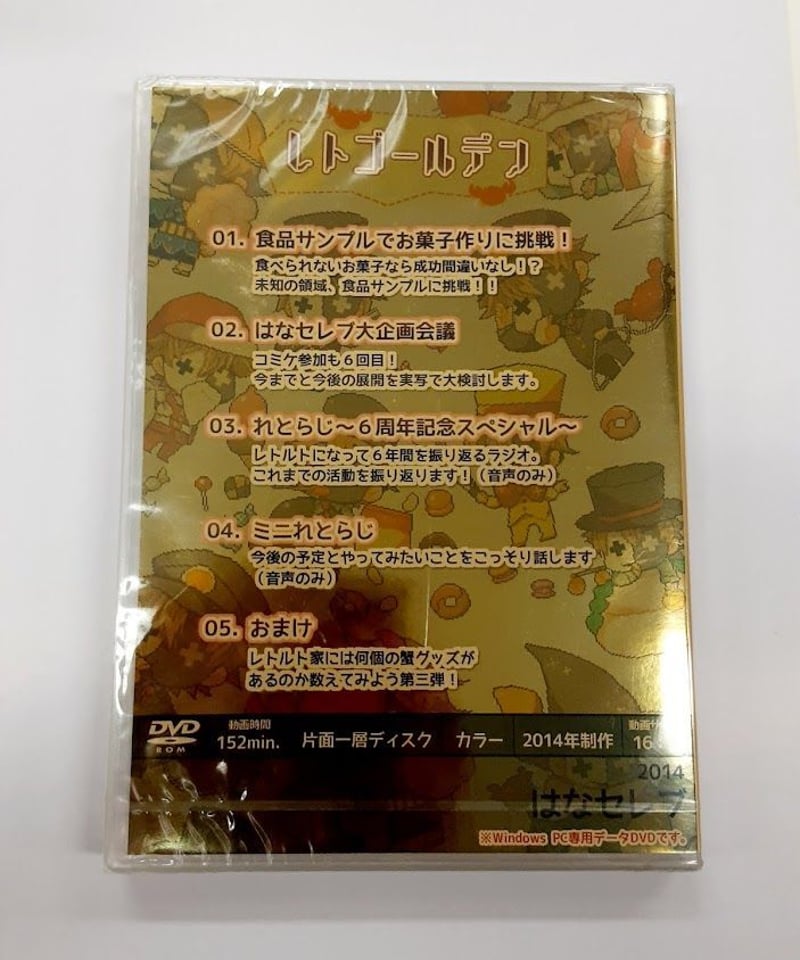 レトゴールデン
01. 食品サンプルでお菓子作りに挑戦！
食べられないお菓子なら成功間違いなし！？
未知の領域、食品サンプルに挑戦！！
02. はなセレブ大企画会議
コミケ参加も６回目！
今までと今後の展開を実写で大検討します。
03. れとらじ～６周年記念スペシャル～
レトルトになって６年間を振り返るラジオ。
これまでの活動を振り返ります！（音声のみ）
04. ミニれとらじ
今後の予定とやってみたいことをこっそり話します
（音声のみ）
05. おまけ
レトルト家には何個の蟹グッズが
あるのか数えてみよう第三弾！
DVD ROM
動画時間
152min.
片面一層ディスク
カラー
2014年制作
動画サ
16
2014
はなセレブ
※Windows PC専用データDVDです。